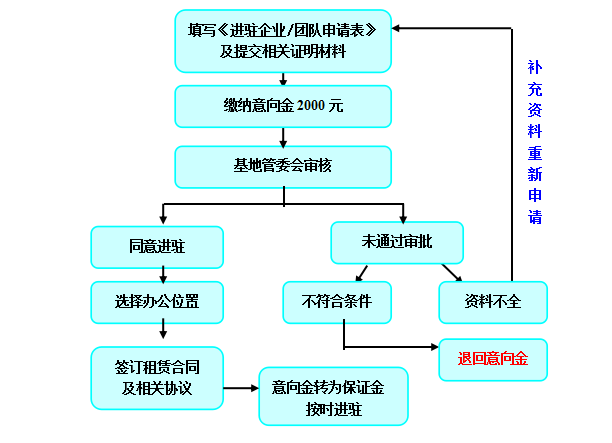 填写《进驻企业/团队申请表》
及提交相关证明材料
缴纳意向金2000元
基地管委会审核
同意进驻
未通过审批
选择办公位置
不符合条件
资料不全
签订租赁合同
及相关协议
退回意向金
意向金转为保证金
按时进驻
补充资料重新申请